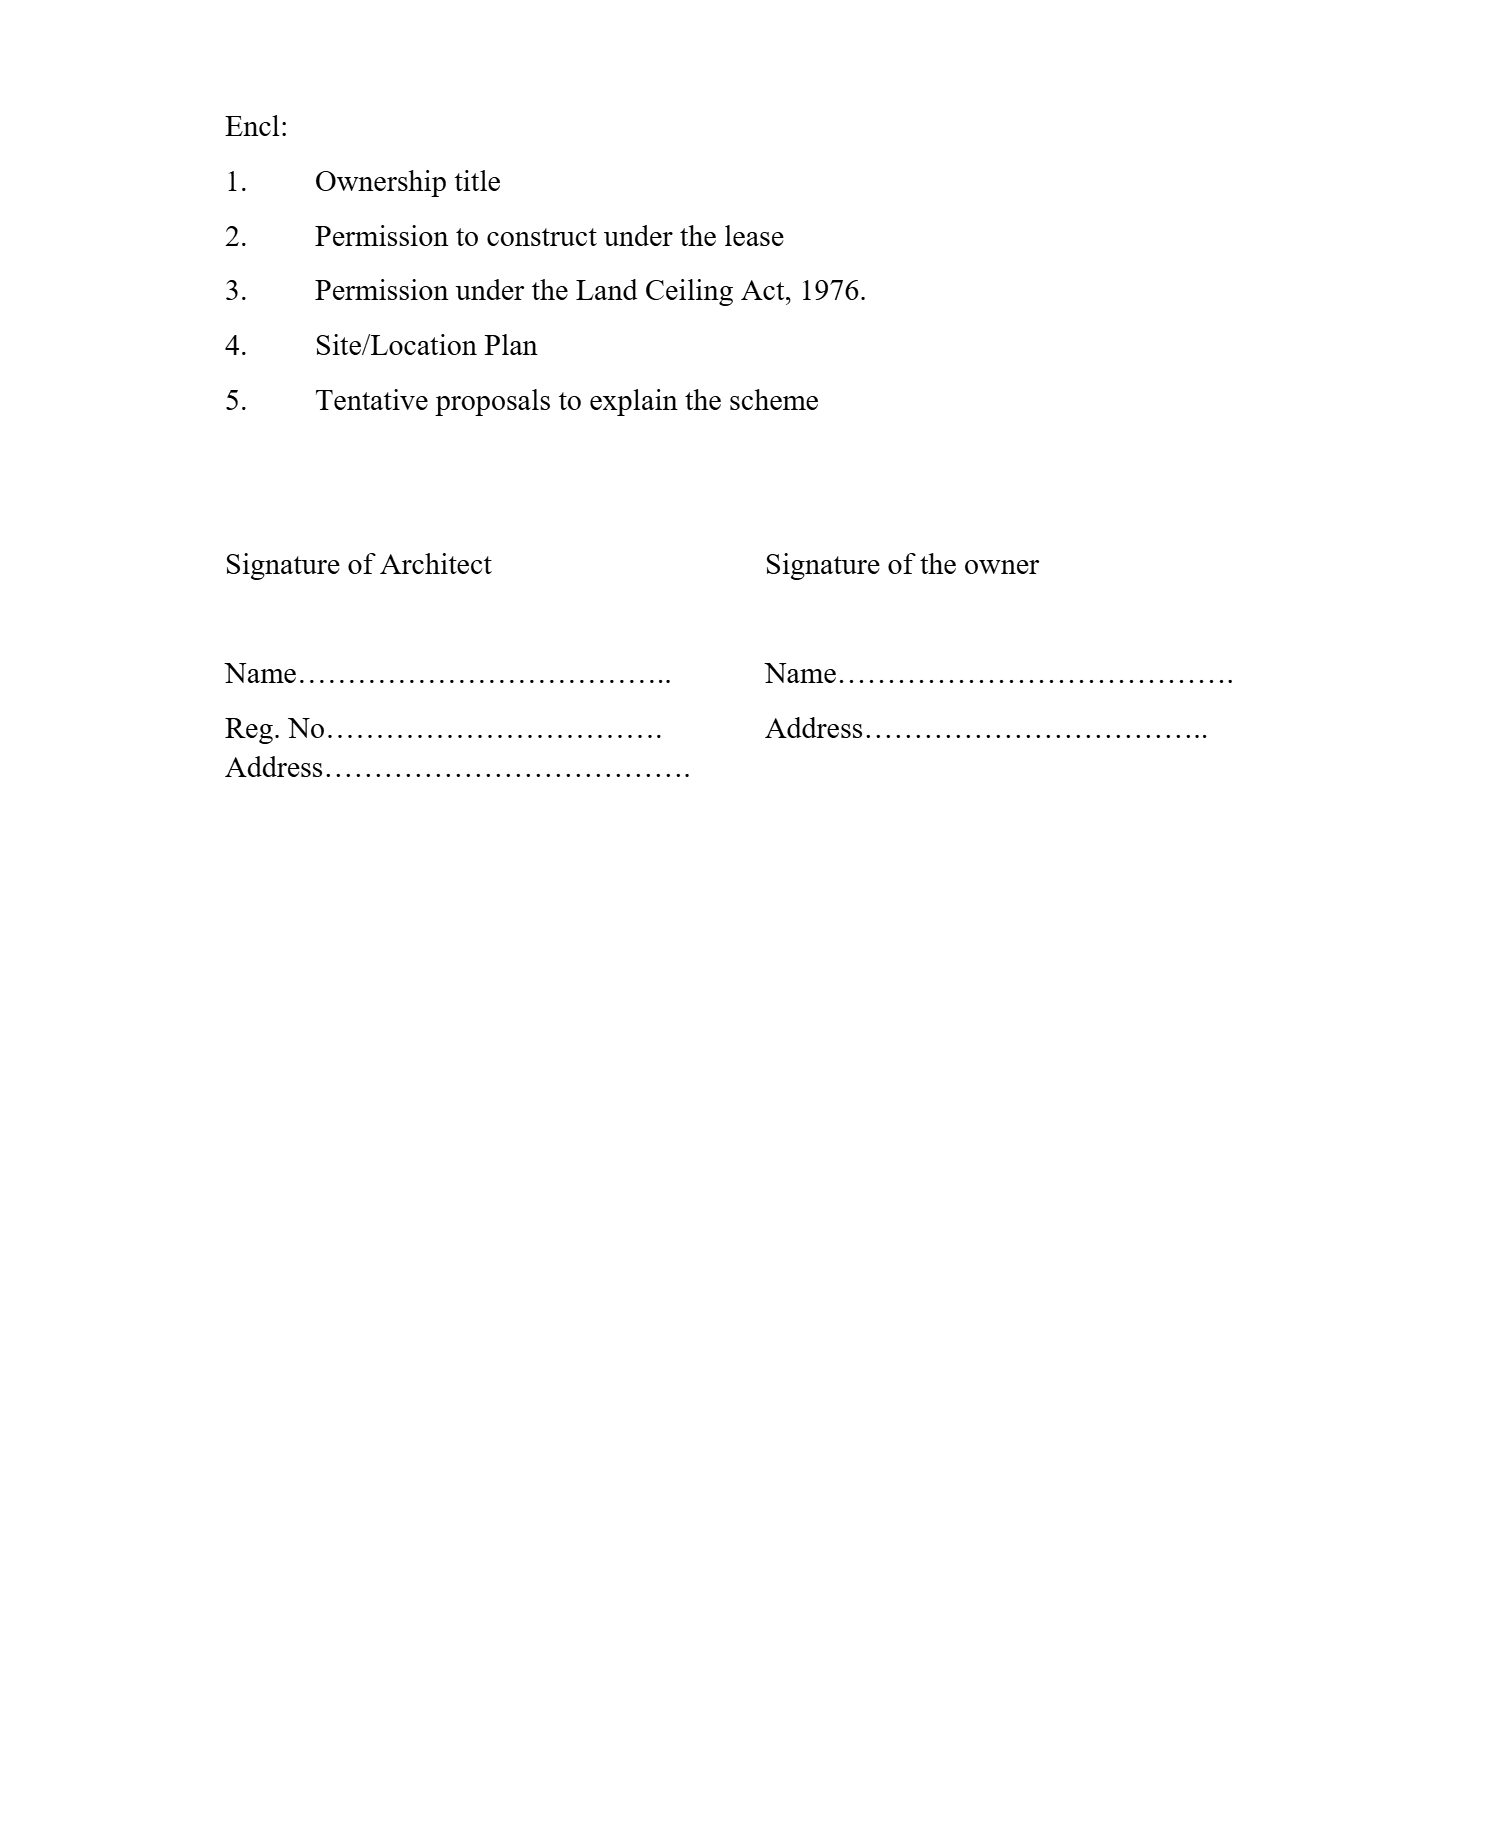 Encl:
1. Ownership title
2. Permission to construct under the lease
3. Permission under the Land Ceiling Act, 1976.
4. Site/Location Plan
5. Tentative proposals to explain the scheme
Signature of Architect Signature of the owner
Name……………………………….. Name………………………………….
Reg. No……………………………. Address……………………………..
Address……………………………….